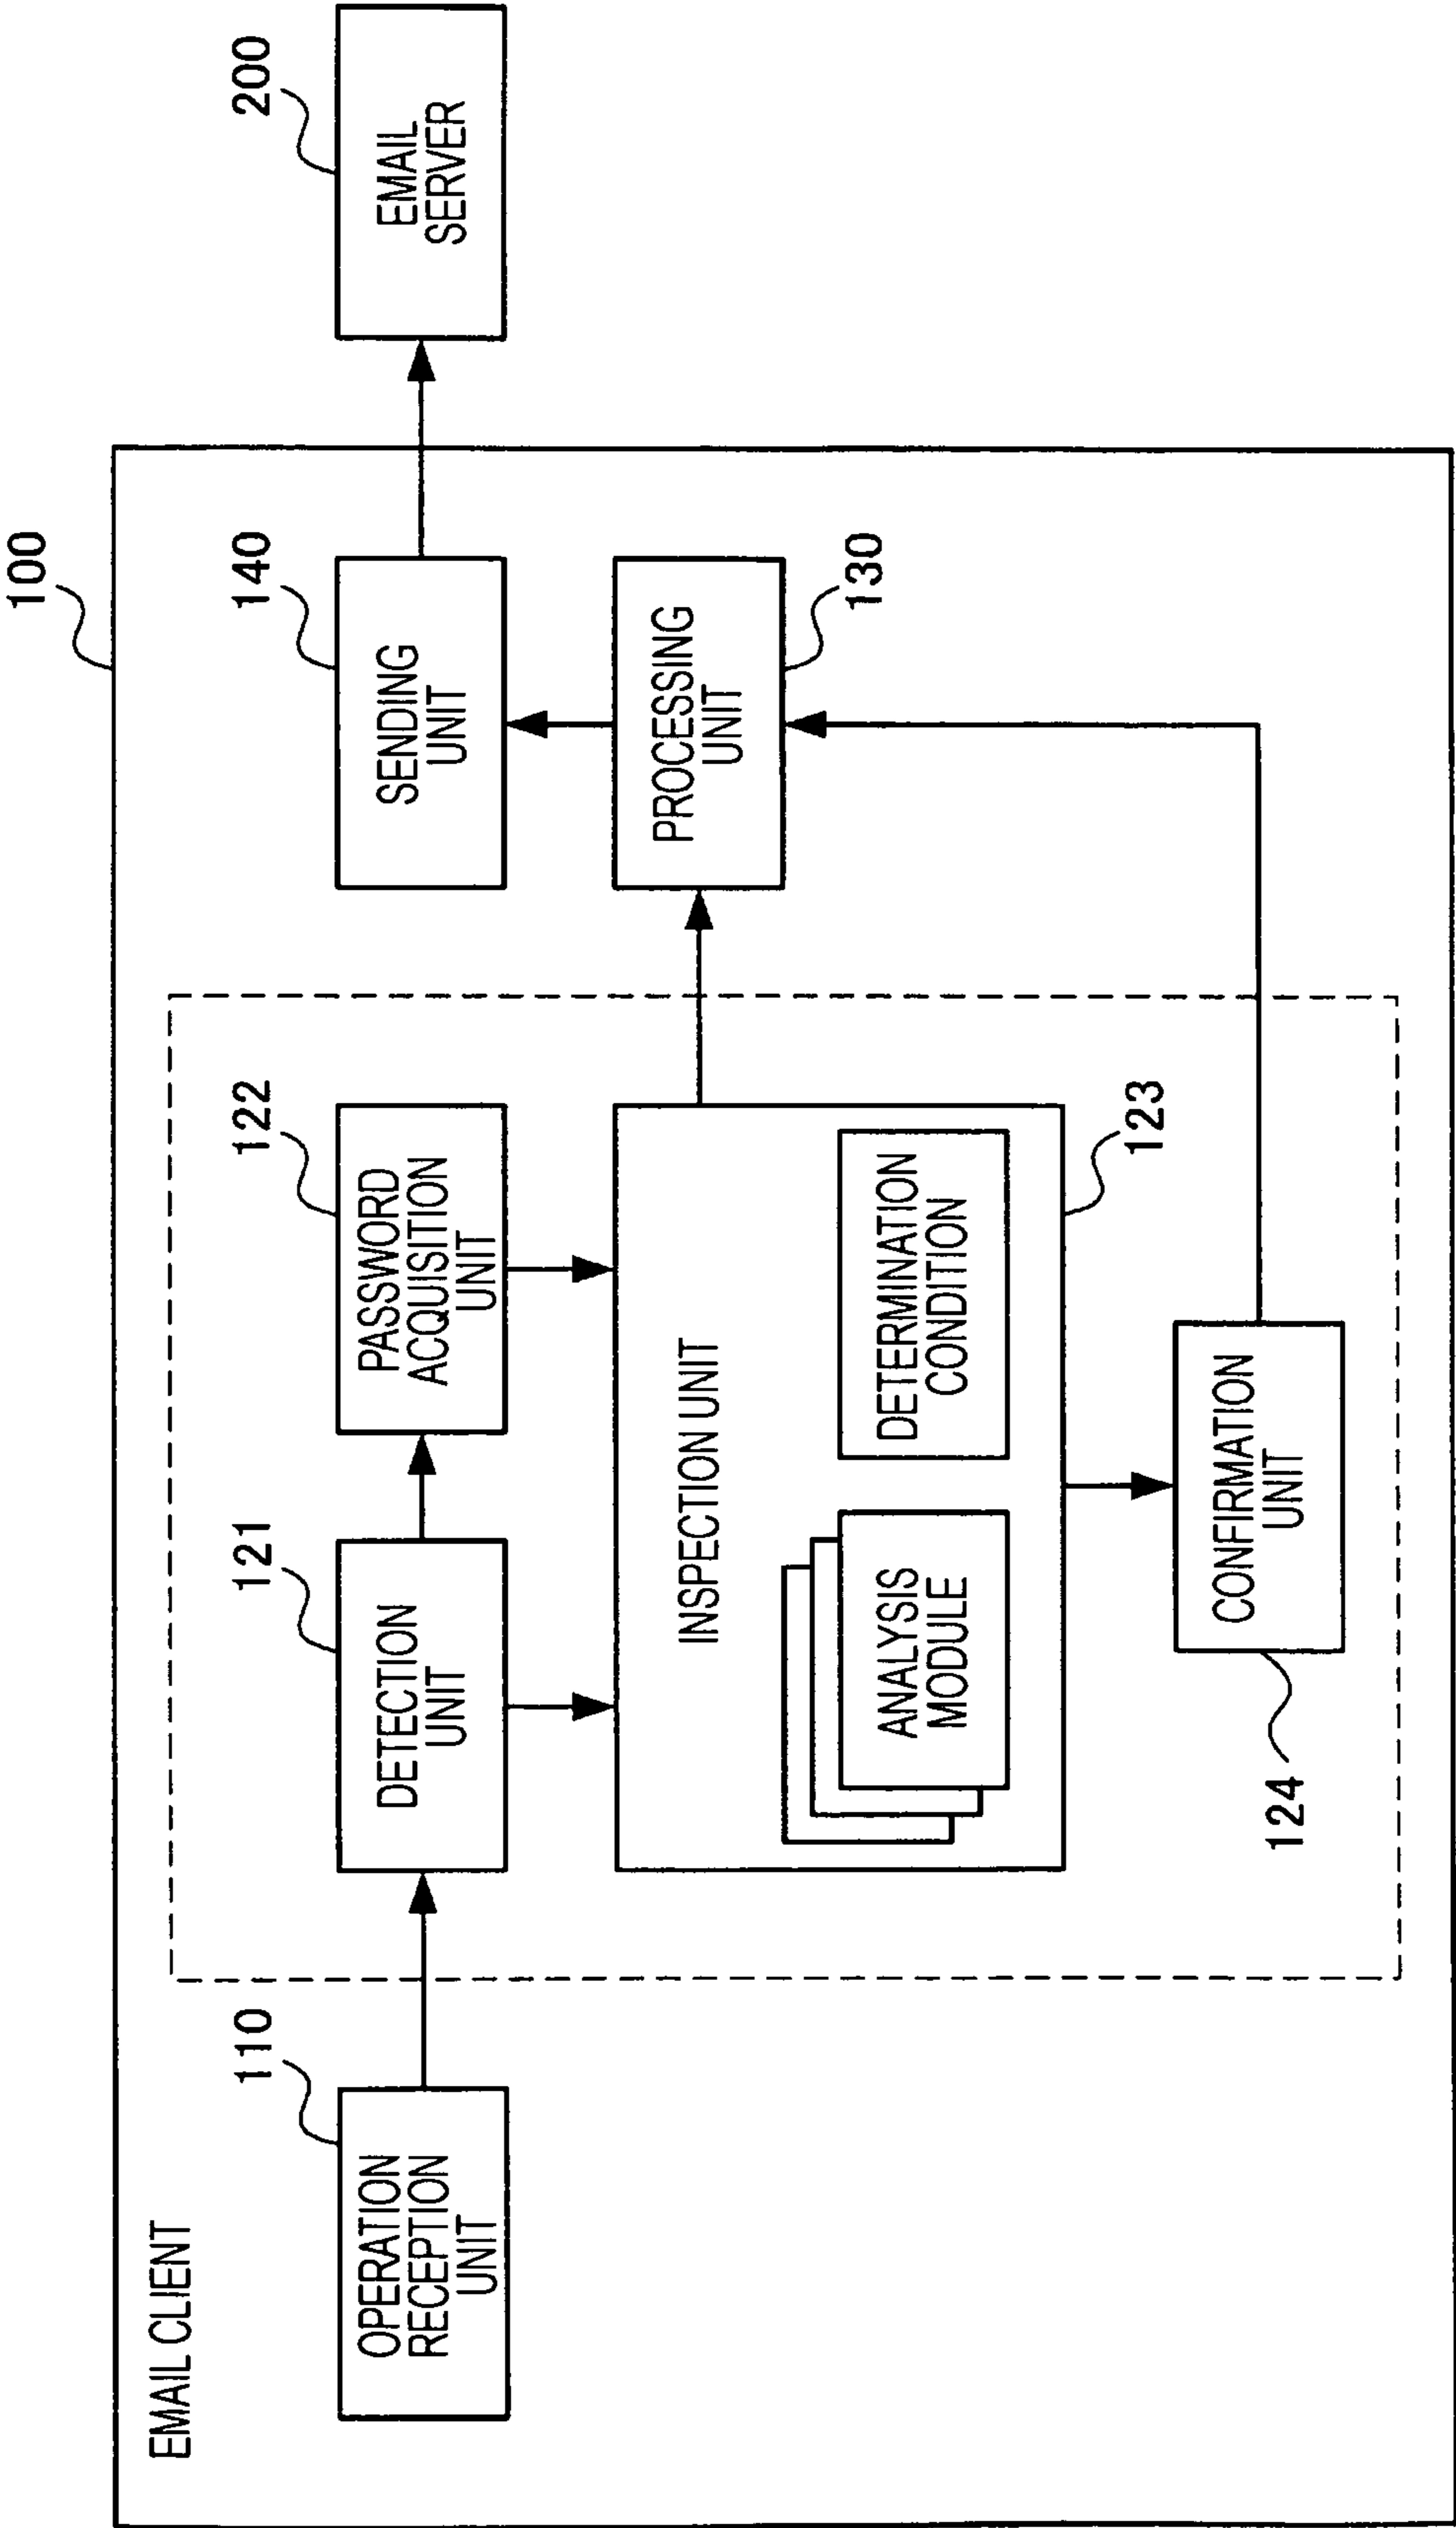 100
EMAIL CLIENT
110
OPERATION
RECEPTION
UNIT
121
DETECTION
UNIT
122
PASSWORD
ACQUISITION
UNIT
140
SENDING
UNIT
200
EMAIL
SERVER
INSPECTION UNIT
ANALYSIS
MODULE
DETERMINATION
CONDITION
123
PROCESSING
UNIT
130
124
CONFIRMATION
UNIT